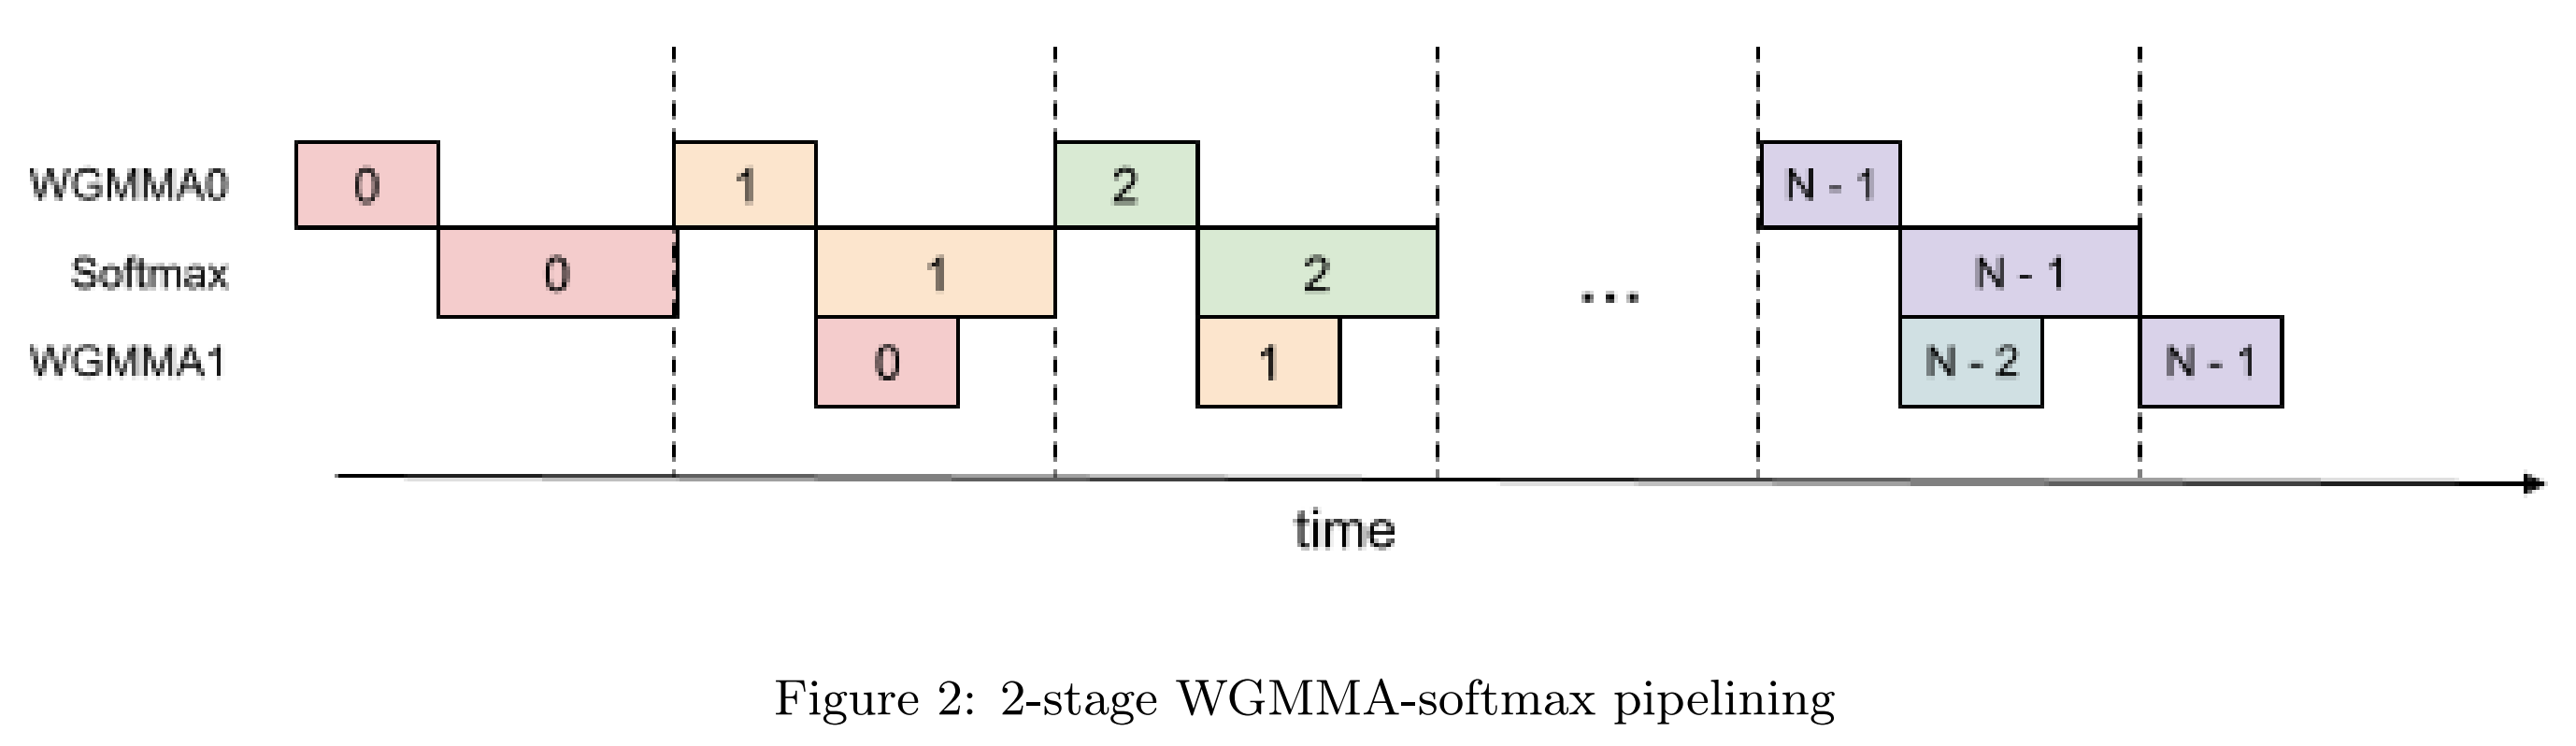 WGMMA0 0 1 2 N - 1
Softmax 0 1 2 ... N - 1
WGMMA1 0 1 N - 2 N - 1
time
Figure 2: 2-stage WGMMA-softmax pipelining